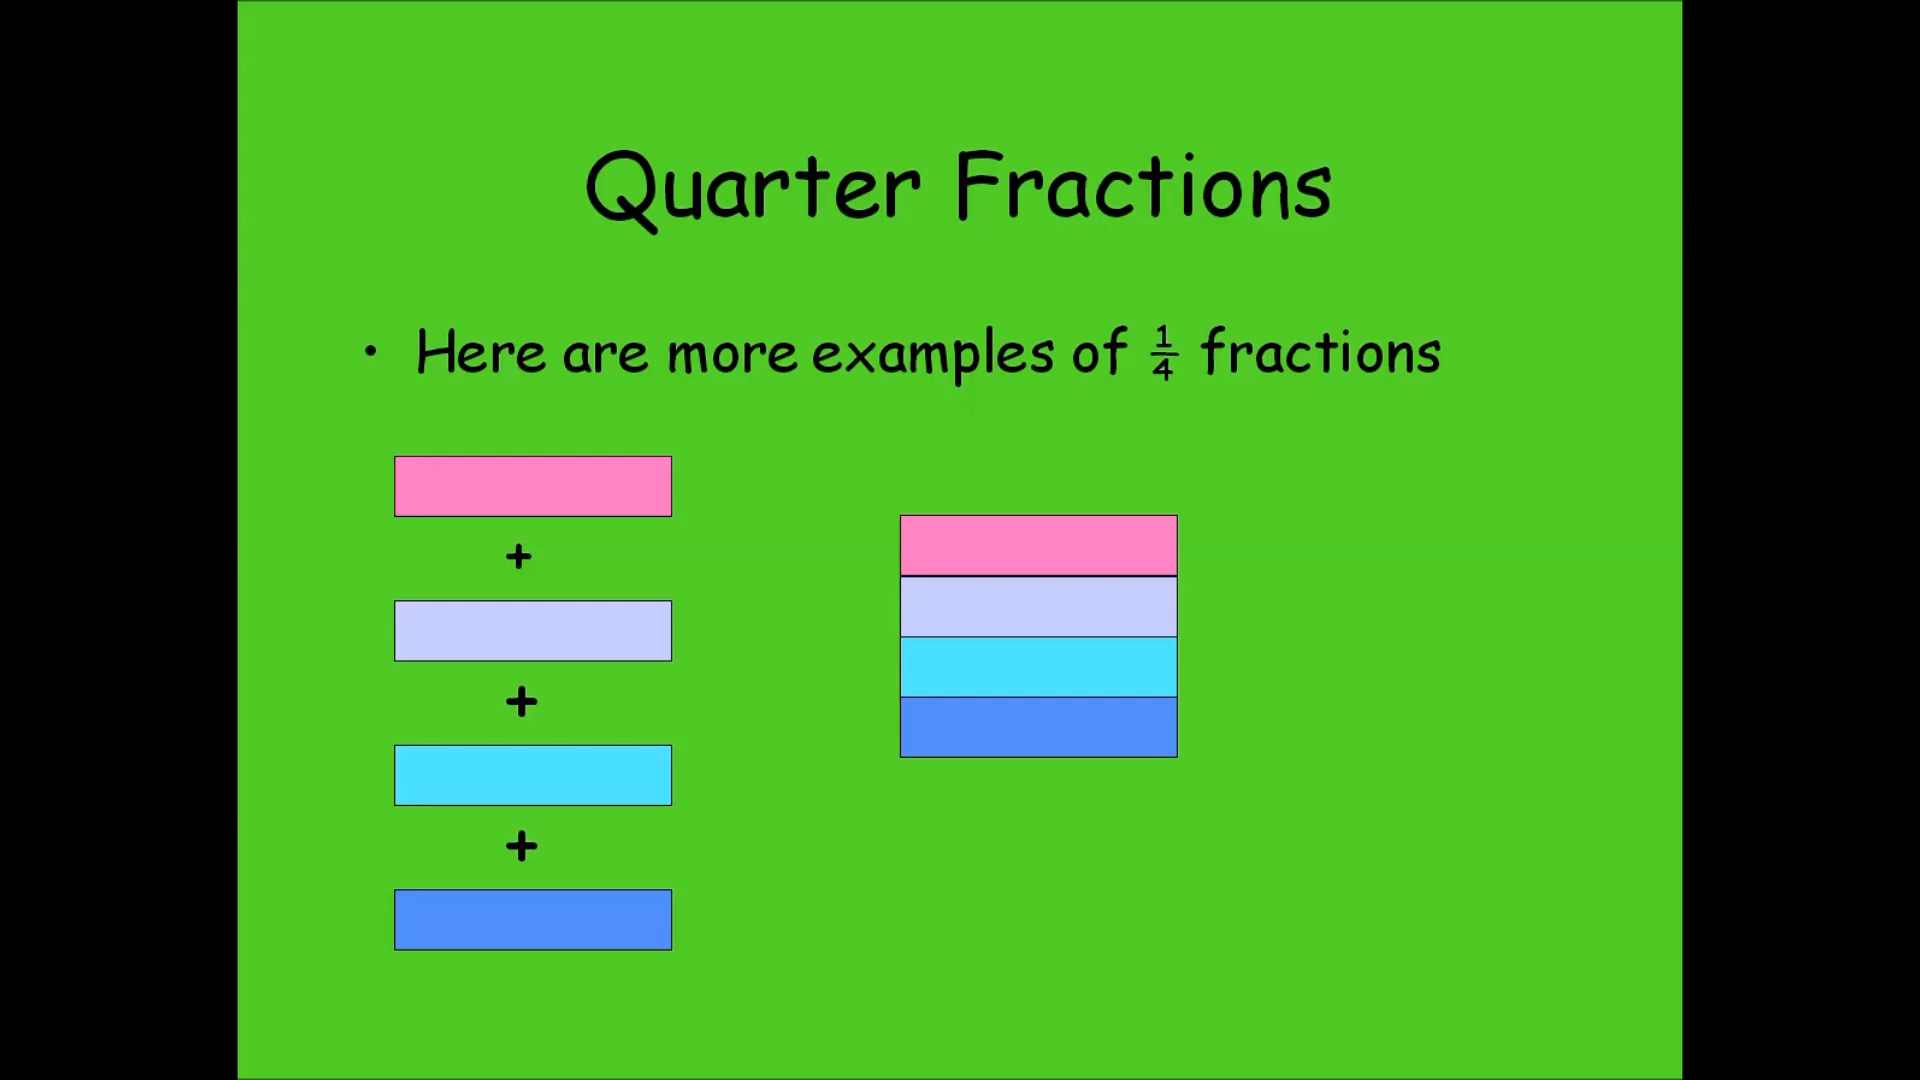 Quarter Fractions
• Here are more examples of ¼ fractions
+
+
+